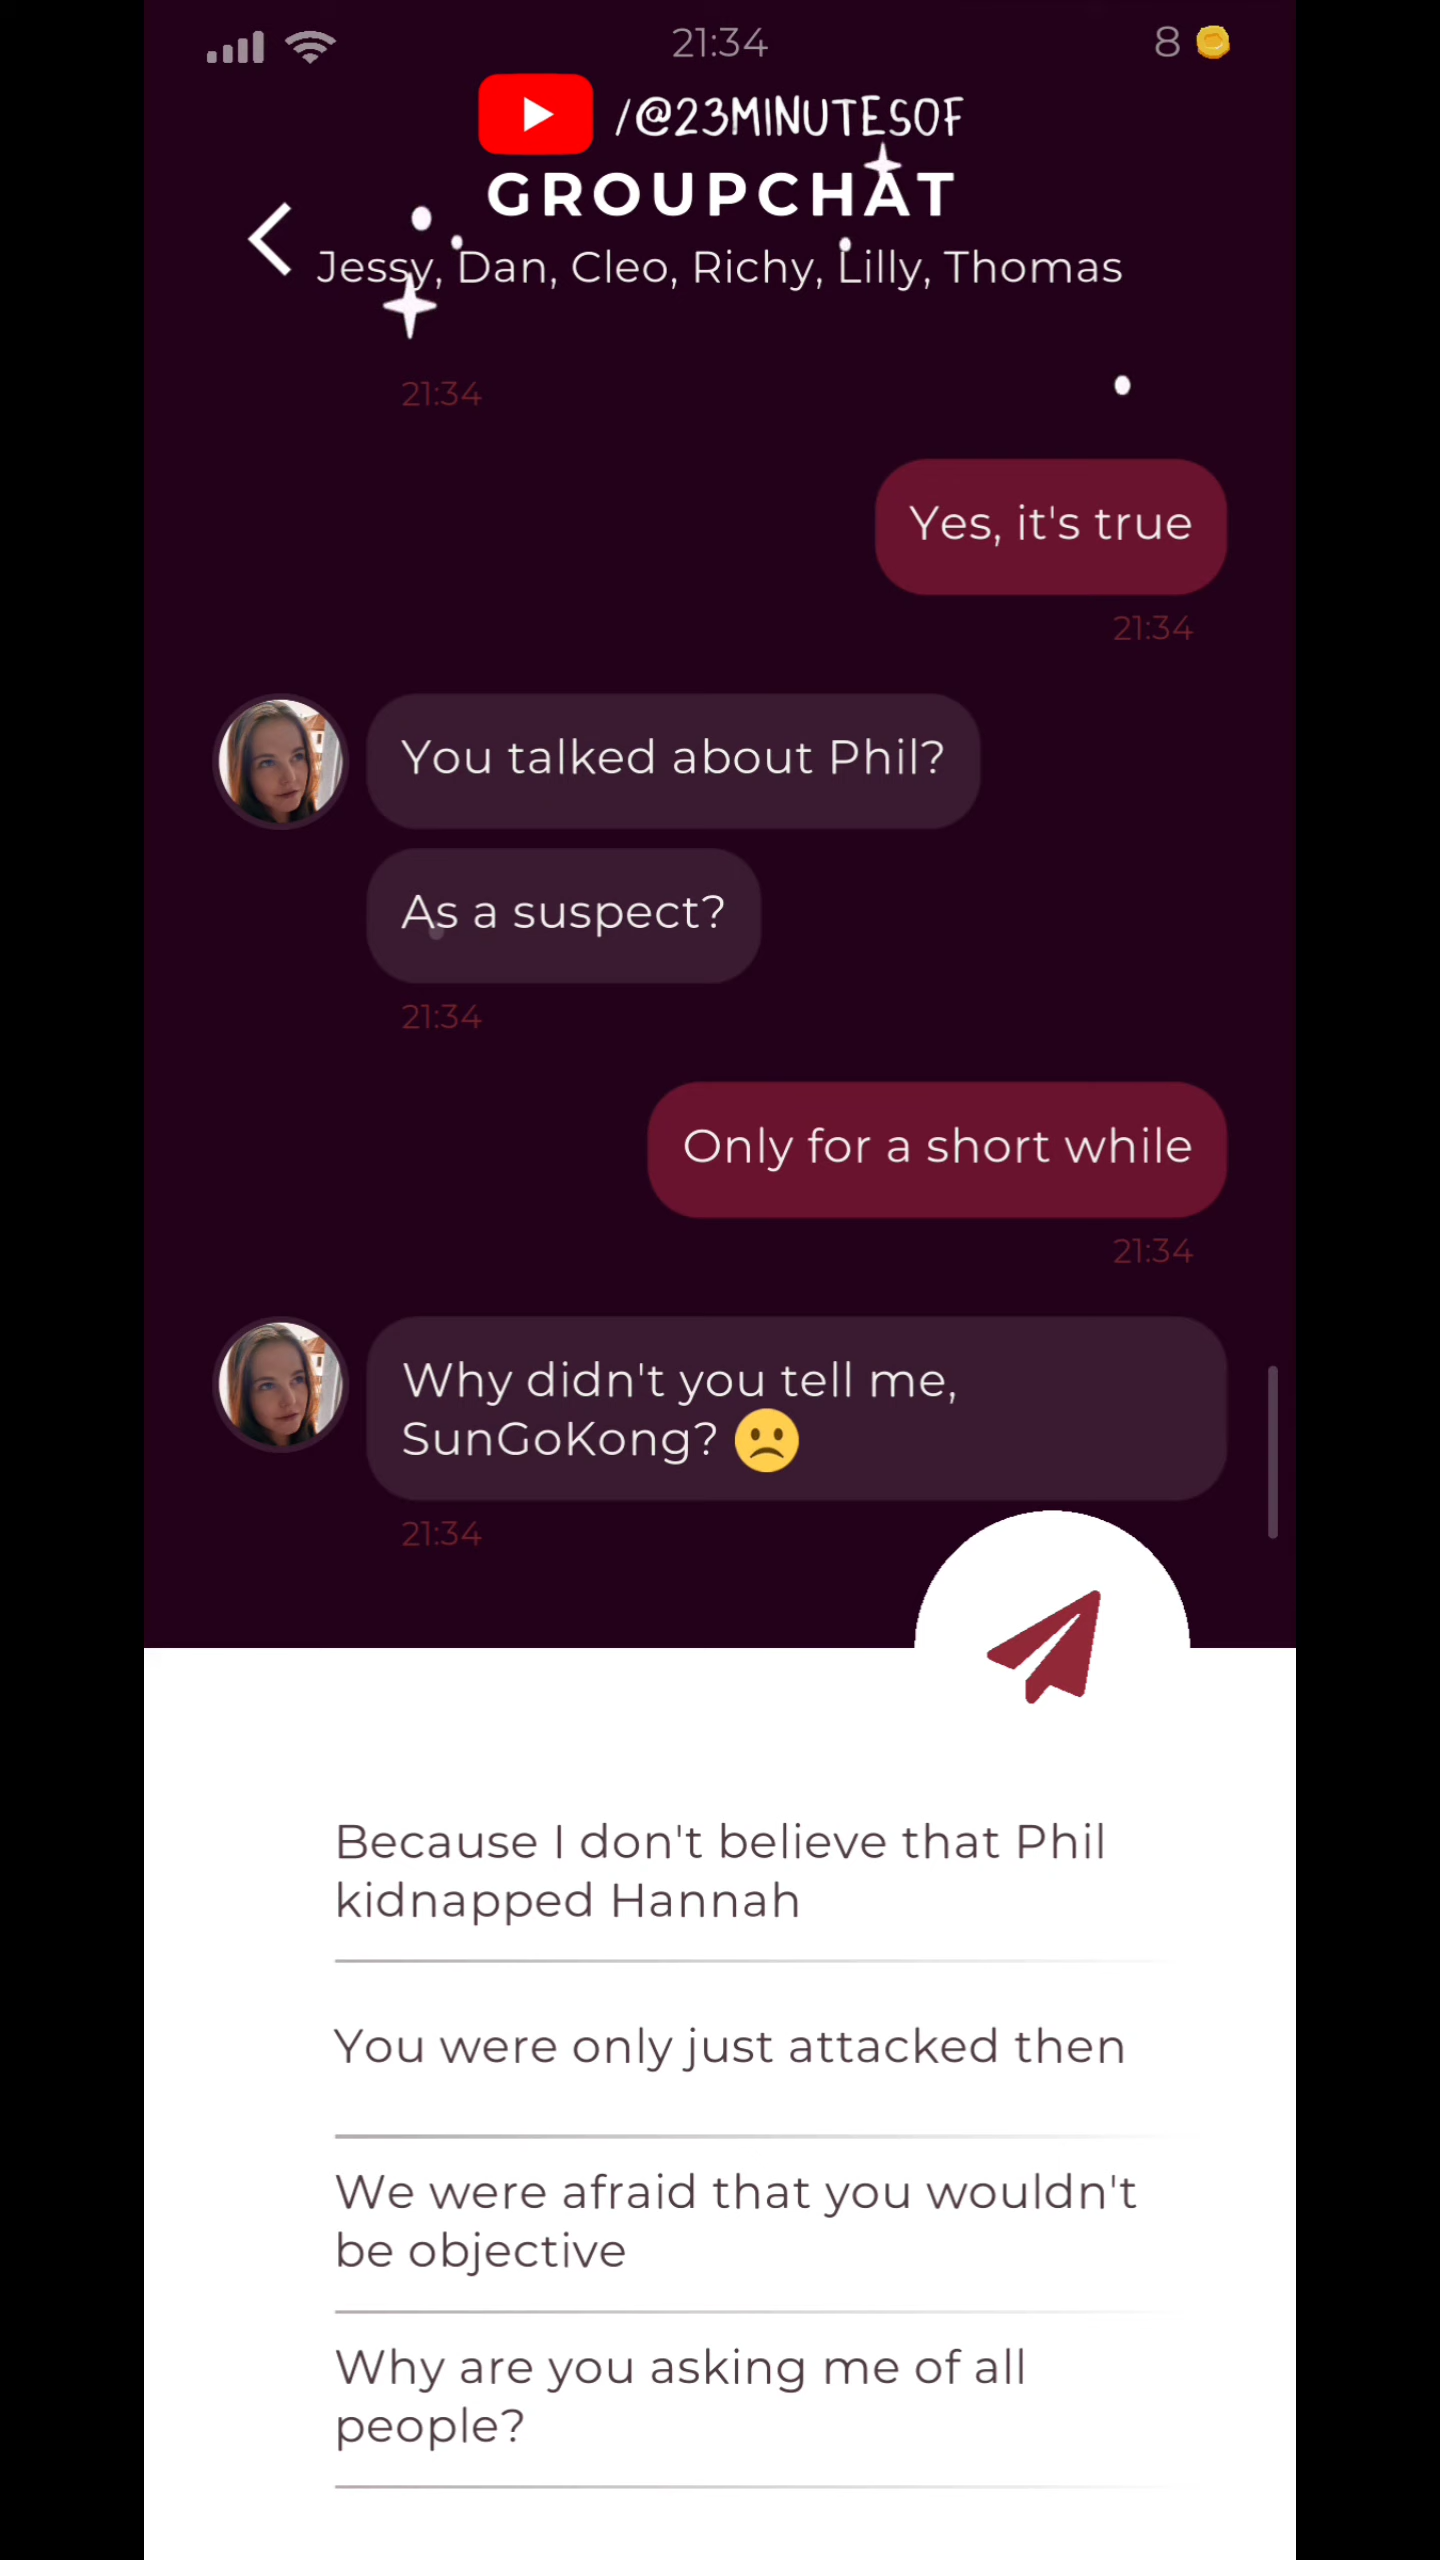 21:34
8
/@23MINUTESOF
GROUPCHAT
Jessy, Dan, Cleo, Richy, Lilly, Thomas
21:34
Yes, it's true
21:34
You talked about Phil?
As a suspect?
21:34
Only for a short while
21:34
Why didn't you tell me,
SunGoKong? 🙁
21:34
Because I don't believe that Phil
kidnapped Hannah
You were only just attacked then
We were afraid that you wouldn't
be objective
Why are you asking me of all
people?